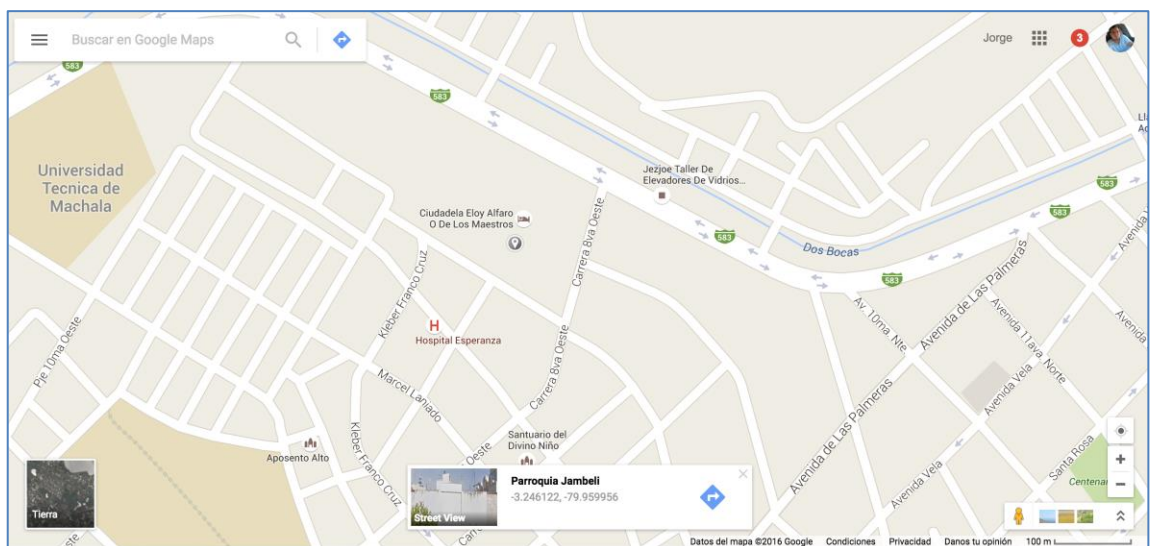 Buscar en Google Maps
Jorge
3
583
583
Universidad
Tecnica de
Machala
Jezjoe Taller De
Elevadores De Vidrios...
583
583
Ciudadela Eloy Alfaro
O De Los Maestros
Carrera 8va Oeste
583
Dos Bocas
583
Avenida
Kleber Franco Cruz
Avenida de Las Palmeras
Av. 10ma Nte
H
Hospital Esperanza
Pje 10ma Oeste
Avenida 11ava Norte
Avenida
Marcel Laniado
Carrera 8va Oeste
Avenida Vela
Avenida de Las Palmeras
Kleber Franco Cruz
Santuario del
Divino Niño
Aposento Alto
Oeste
Santa Rosa
Avenida Vela
Parroquia Jambeli
-3.246122, -79.959956
Street View
Tierra
Datos del mapa ©2016 Google Condiciones Privacidad Danos tu opinión 100 m